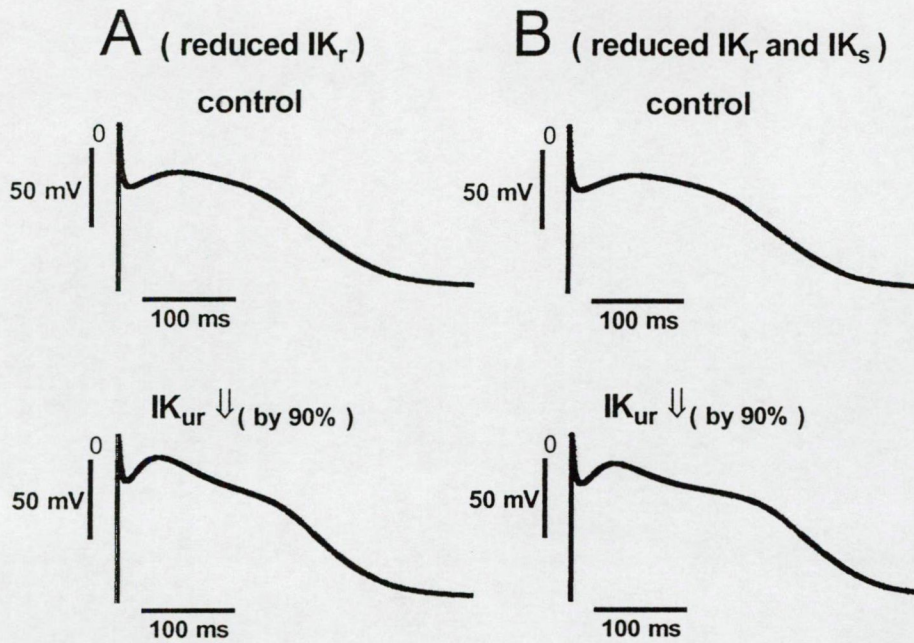 A ( reduced IKr )
control
0
50 mV
100 ms
IKur ⇓ ( by 90% )
0
50 mV
100 ms
B ( reduced IKr and IKs )
control
0
50 mV
100 ms
IKur ⇓ ( by 90% )
0
50 mV
100 ms